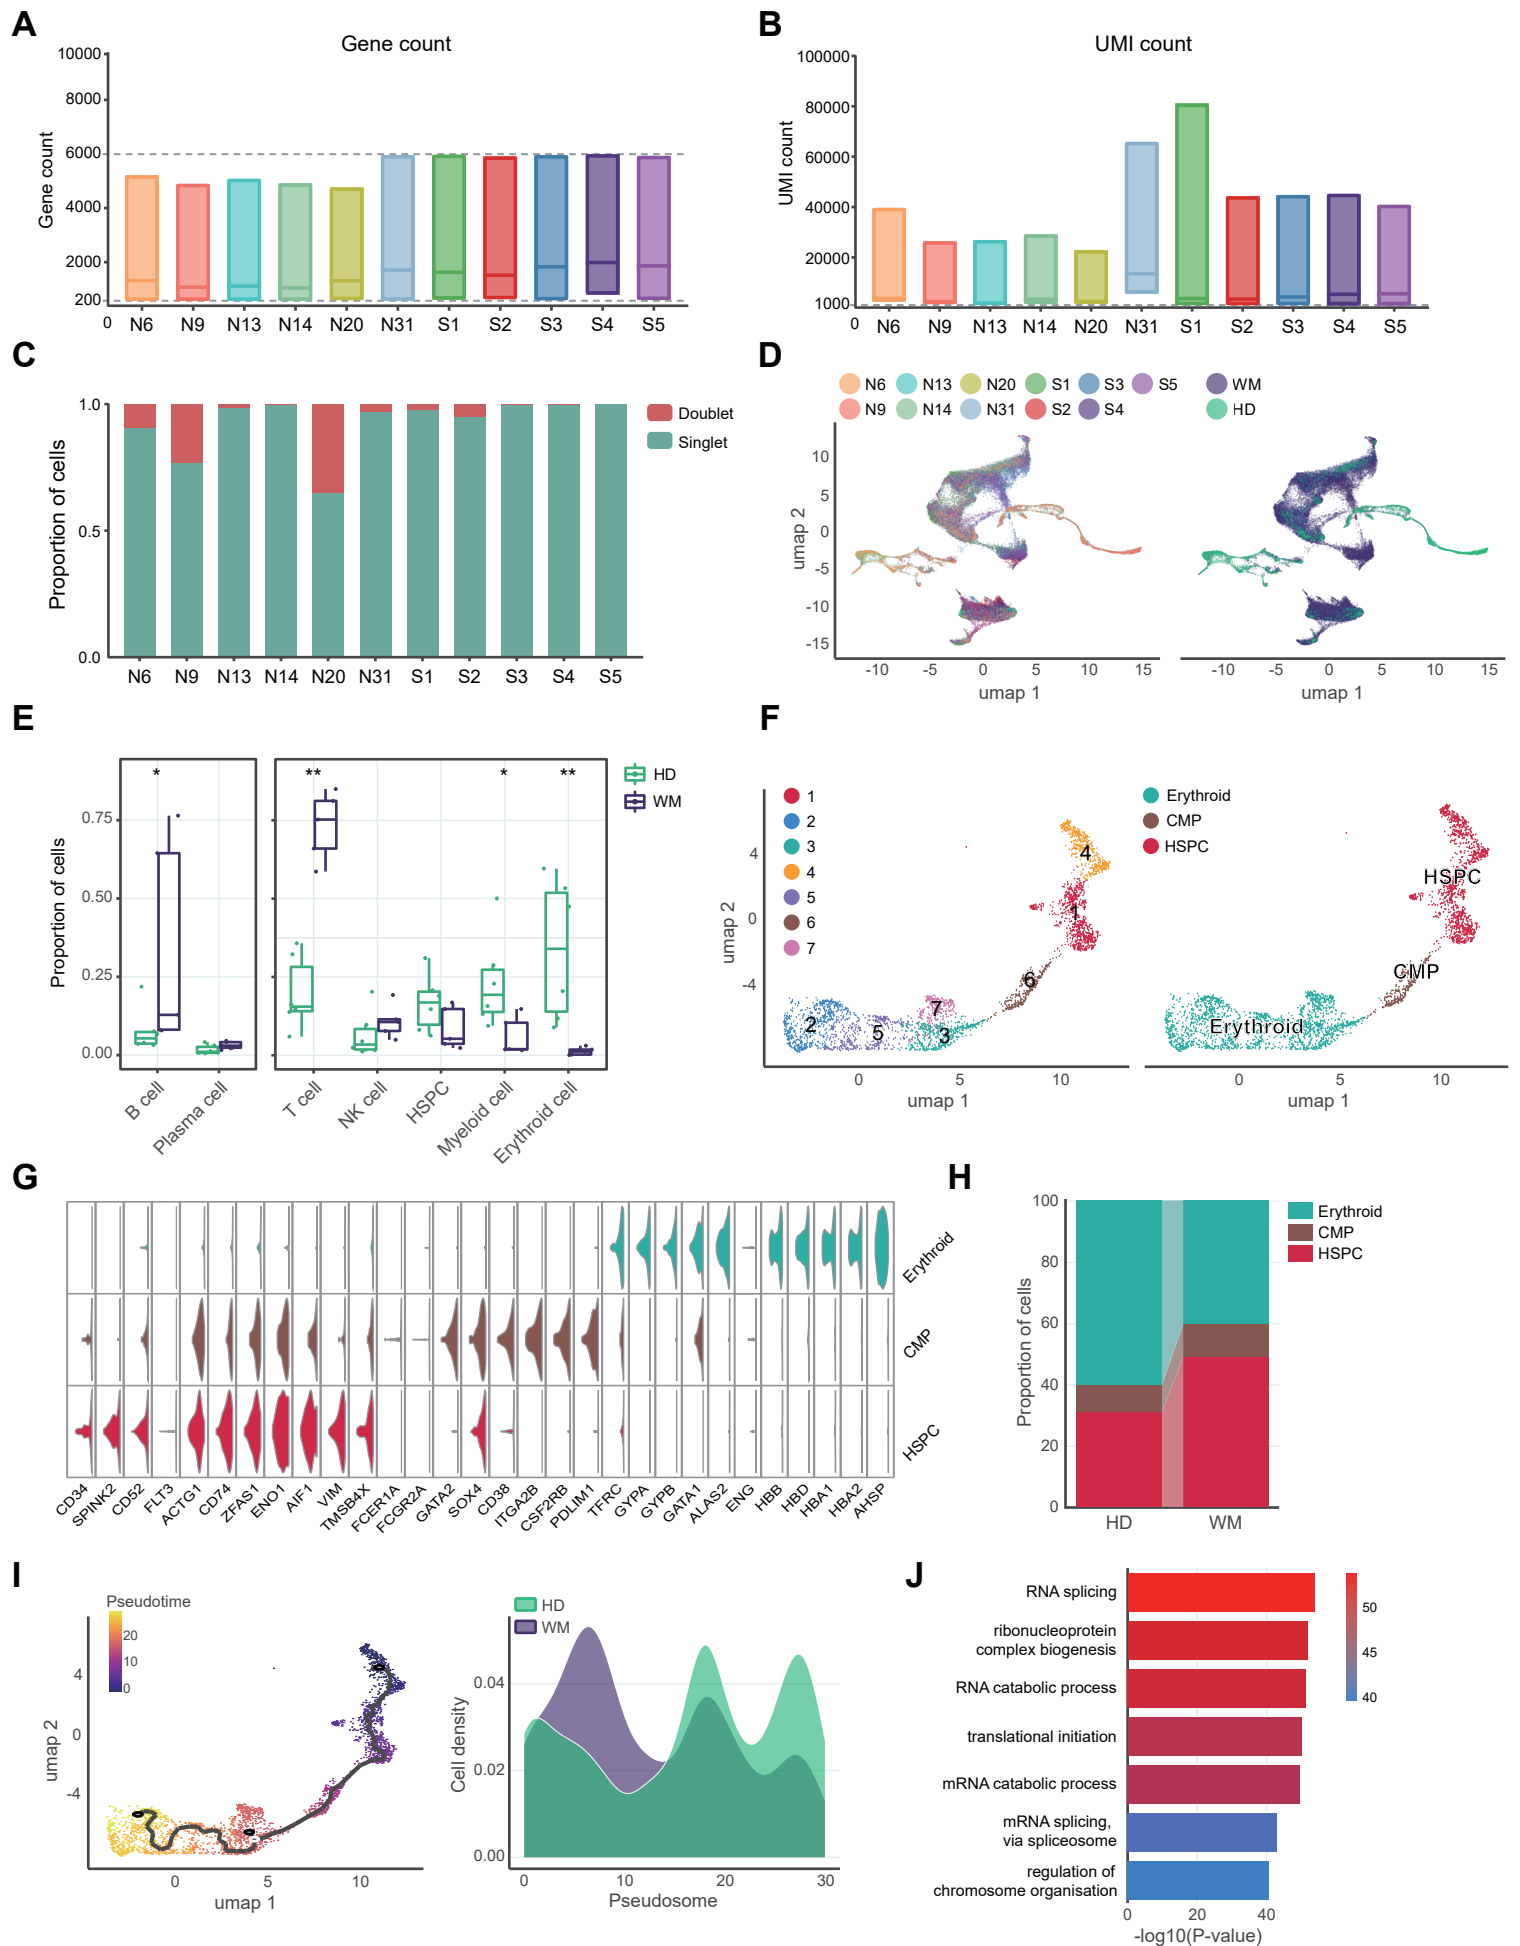 A
Gene count
Gene count
10000
8000
6000
4000
2000
200
0
N6 N9 N13 N14 N20 N31 S1 S2 S3 S4 S5
B
UMI count
UMI count
100000
80000
60000
40000
20000
1000
0
N6 N9 N13 N14 N20 N31 S1 S2 S3 S4 S5
C
Proportion of cells
1.0
0.5
0.0
N6 N9 N13 N14 N20 N31 S1 S2 S3 S4 S5
Doublet
Singlet
D
N6 N13 N20 S1 S3 S5 WM
N9 N14 N31 S2 S4 HD
umap 2
10
5
0
-5
-10
-15
-10 -5 0 5 10 15
umap 1
-10 -5 0 5 10 15
umap 1
E
Proportion of cells
0.75
0.50
0.25
0.00
*
** * **
HD
WM
B cell
Plasma cell
T cell
NK cell
HSPC
Myeloid cell
Erythroid cell
F
1
2
3
4
5
6
7
umap 2
4
0
-4
4
1
6
7
2
5
3
0 5 10
umap 1
Erythroid
CMP
HSPC
HSPC
CMP
Erythroid
0 5 10
umap 1
G
Erythroid
CMP
HSPC
CD34
SPINK2
CD52
FLT3
ACTG1
CD74
ZFAS1
ENO1
AIF1
VIM
TMSB4X
FCER1A
FCGR2A
GATA2
SOX4
CD38
ITGA2B
CSF2RB
PDLIM1
TFRC
GYPA
GYPB
GATA1
ALAS2
ENG
HBB
HBD
HBA1
HBA2
AHSP
H
Proportion of cells
100
80
60
40
20
0
HD WM
Erythroid
CMP
HSPC
I
Pseudotime
20
10
0
umap 2
4
0
-4
0 5 10
umap 1
HD
WM
Cell density
0.04
0.02
0.00
0 10 20 30
Pseudosome
J
RNA splicing
ribonucleoprotein
complex biogenesis
RNA catabolic process
translational initiation
mRNA catabolic process
mRNA splicing,
via spliceosome
regulation of
chromosome organisation
0 20 40
-log10(P-value)
50
45
40